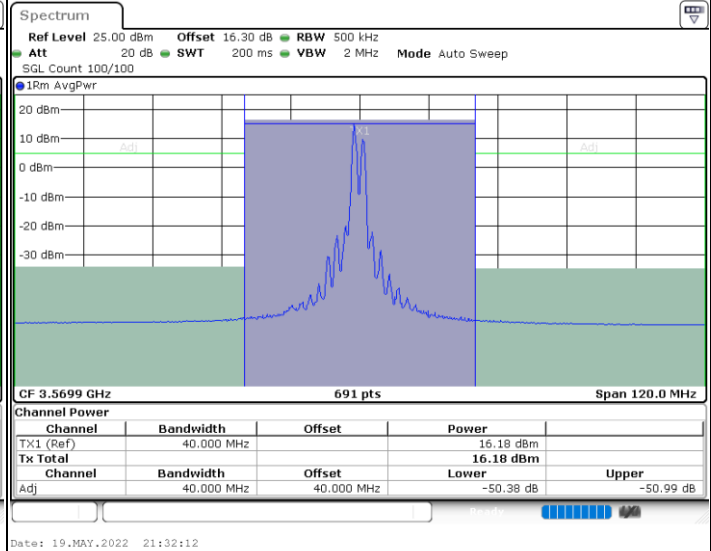 Spectrum
Ref Level 25.00 dBm Offset 16.30 dB RBW 500 kHz
Att 20 dB SWT 200 ms VBW 2 MHz Mode Auto Sweep
SGL Count 100/100
1Rm AvgPwr
20 dBm
TX1
10 dBm
Adj Adj
0 dBm
-10 dBm
-20 dBm
-30 dBm
CF 3.5699 GHz 691 pts Span 120.0 MHz
Channel Power
Channel Bandwidth Offset Power
TX1 (Ref) 40.000 MHz 16.18 dBm
Tx Total 16.18 dBm
Channel Bandwidth Offset Lower Upper
Adj 40.000 MHz 40.000 MHz -50.38 dB -50.99 dB
Ready
Date: 19.MAY.2022 21:32:12